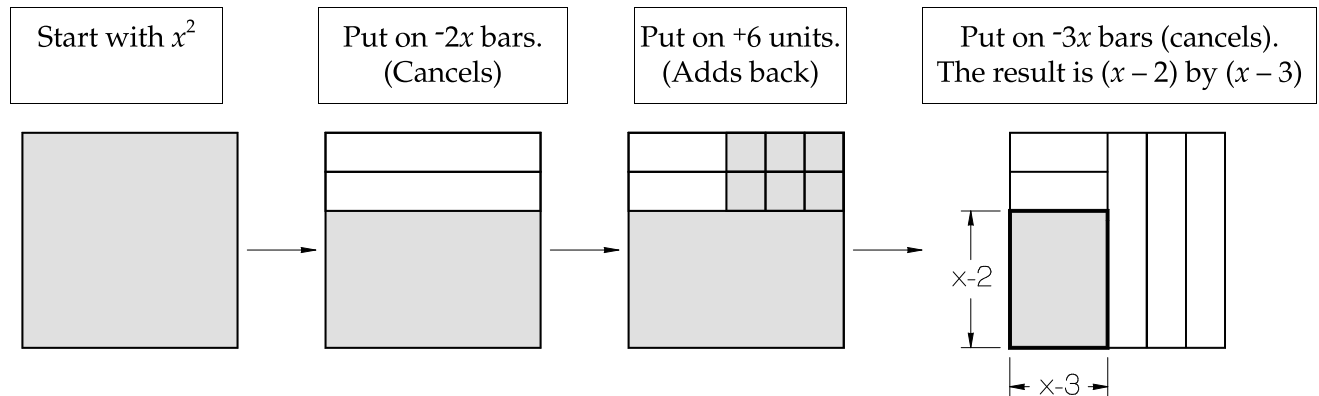 Start with x²
Put on ⁻2x bars.
(Cancels)
Put on ⁺6 units.
(Adds back)
Put on ⁻3x bars (cancels).
The result is (x – 2) by (x – 3)
x-2
x-3